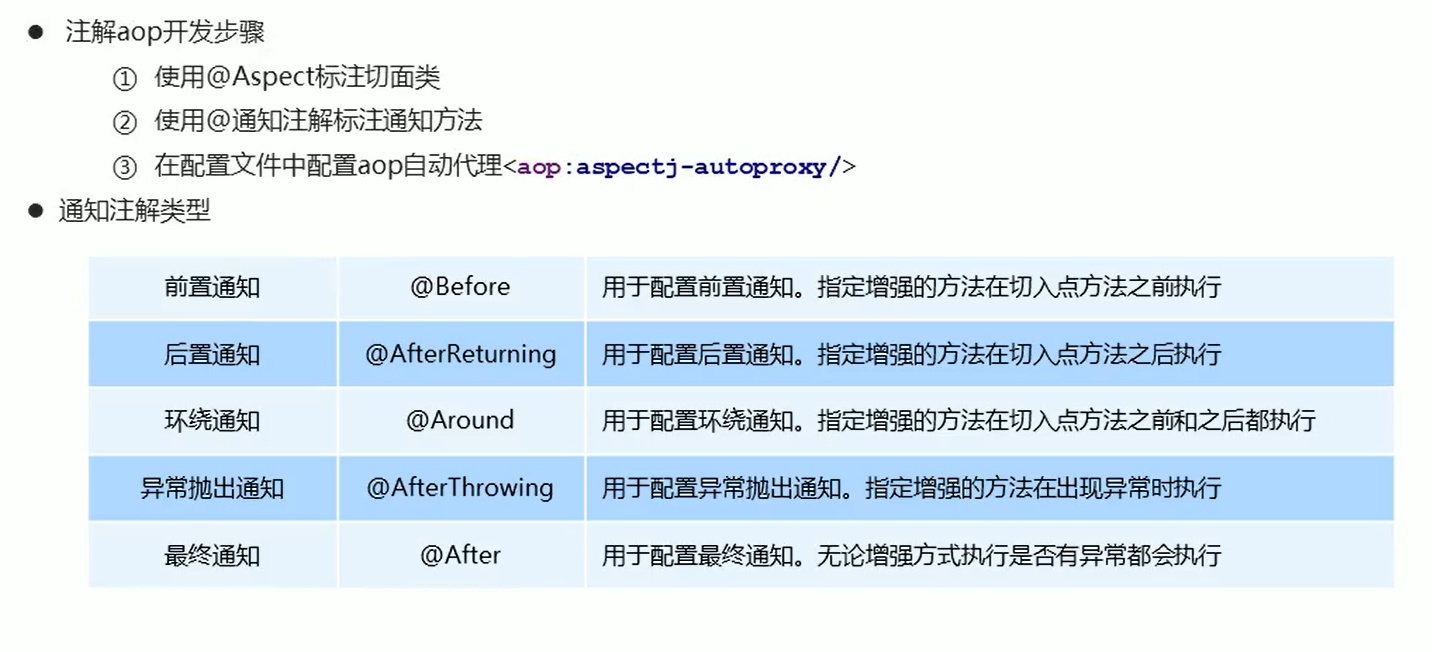 ● 注解aop开发步骤
① 使用@Aspect标注切面类
② 使用@通知注解标注通知方法
③ 在配置文件中配置aop自动代理<aop:aspectj-autoproxy/>
● 通知注解类型
前置通知 @Before 用于配置前置通知。指定增强的方法在切入点方法之前执行
后置通知 @AfterReturning 用于配置后置通知。指定增强的方法在切入点方法之后执行
环绕通知 @Around 用于配置环绕通知。指定增强的方法在切入点方法之前和之后都执行
异常抛出通知 @AfterThrowing 用于配置异常抛出通知。指定增强的方法在出现异常时执行
最终通知 @After 用于配置最终通知。无论增强方式执行是否有异常都会执行